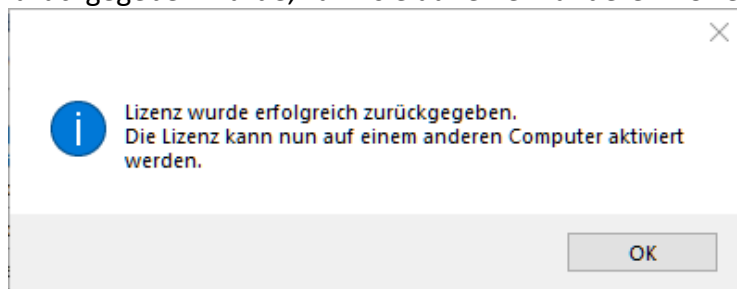 Lizenz wurde erfolgreich zurückgegeben.
Die Lizenz kann nun auf einem anderen Computer aktiviert
werden.
OK